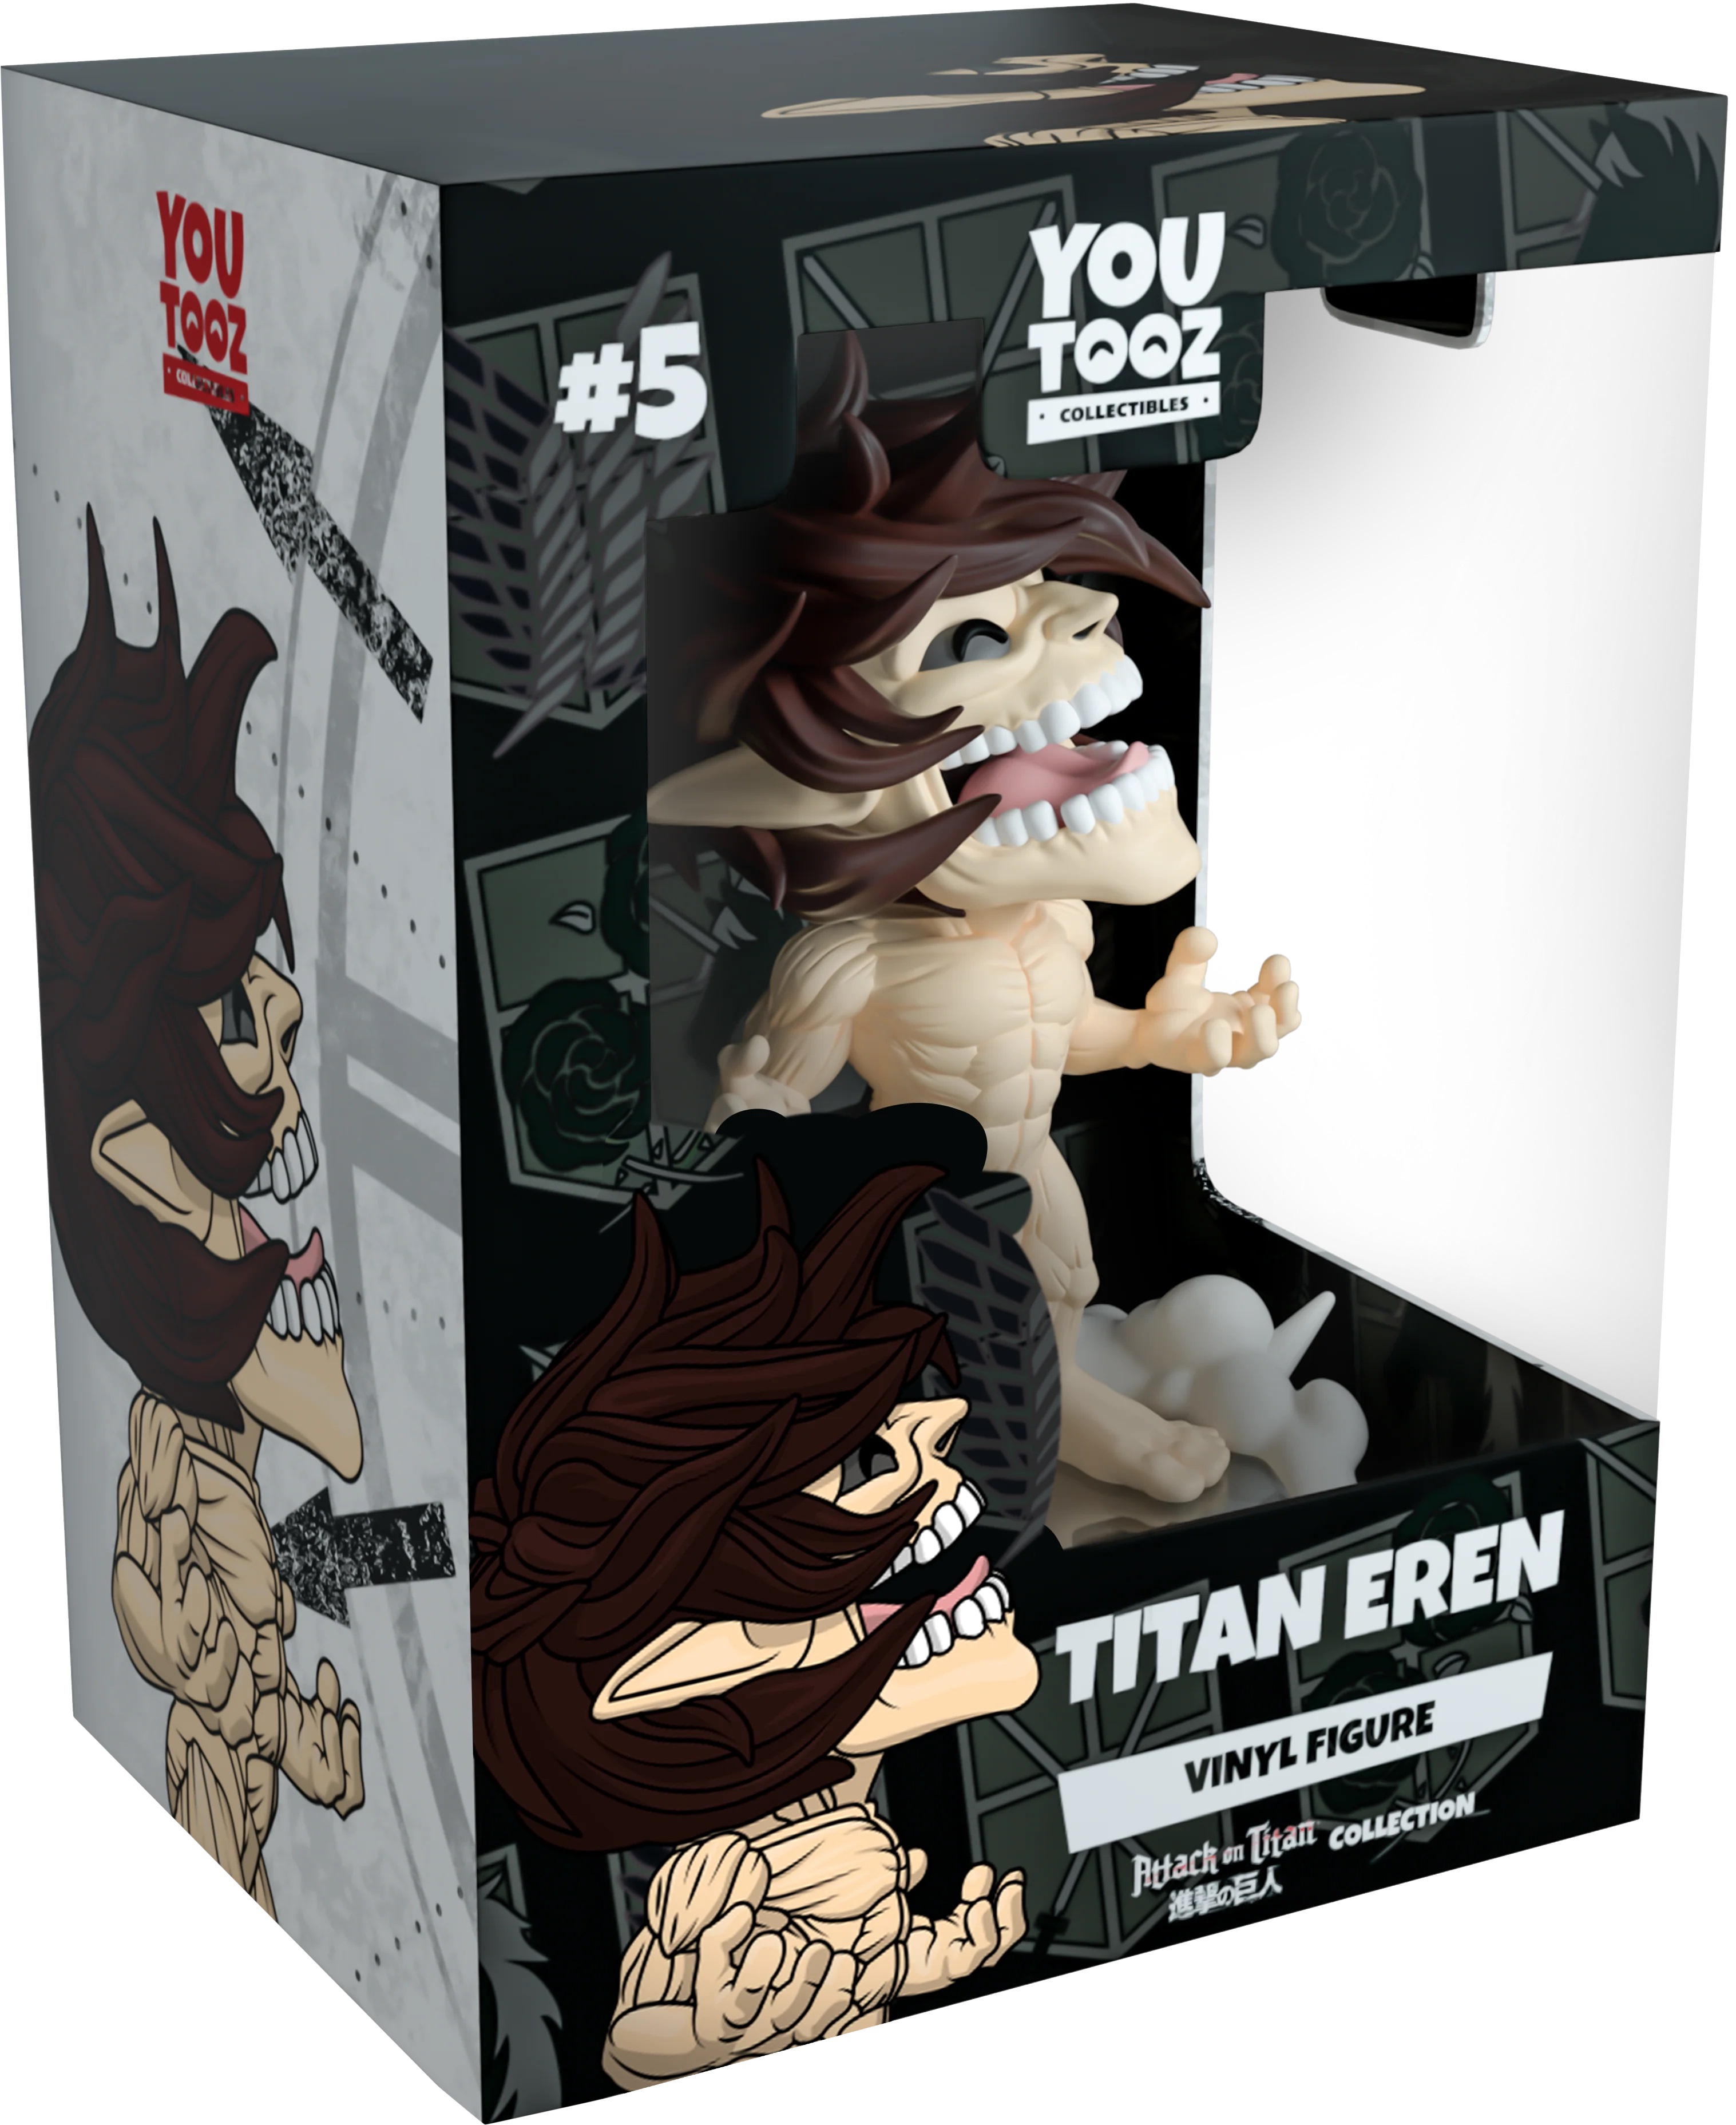 YOU
TOOZ
COLLECTIBLES
#5
YOU
TOOZ
· COLLECTIBLES ·
TITAN EREN
VINYL FIGURE
Attack on Titan COLLECTION
進撃の巨人